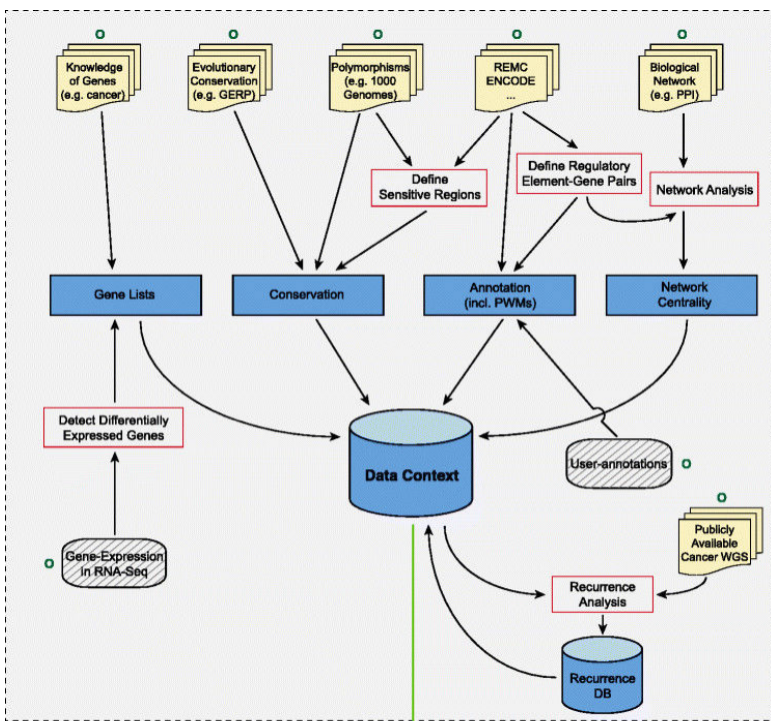 O O O O O
Knowledge
of Genes
(e.g. cancer)
Evolutionary
Conservation
(e.g. GERP)
Polymorphisms
(e.g. 1000
Genomes)
REMC
ENCODE
...
Biological
Network
(e.g. PPI)
Define
Sensitive Regions
Define Regulatory
Element-Gene Pairs
Network Analysis
Gene Lists
Conservation
Annotation
(incl. PWMs)
Network
Centrality
Detect Differentially
Expressed Genes
Data Context
User-annotations O
O
Publicly
Available
Cancer WGS
O Gene-Expression
in RNA-Seq
Recurrence
Analysis
Recurrence
DB